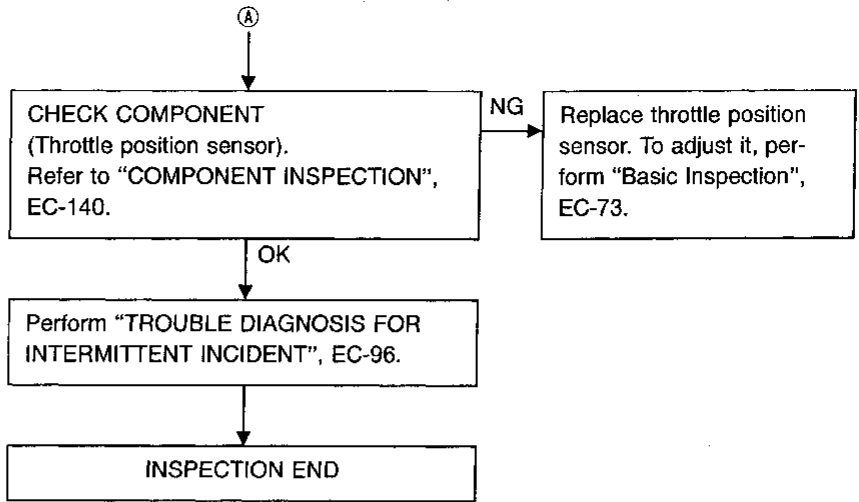 Ⓐ
CHECK COMPONENT
(Throttle position sensor).
Refer to “COMPONENT INSPECTION”,
EC-140.
NG
Replace throttle position
sensor. To adjust it, per-
form “Basic Inspection”,
EC-73.
OK
Perform “TROUBLE DIAGNOSIS FOR
INTERMITTENT INCIDENT”, EC-96.
INSPECTION END